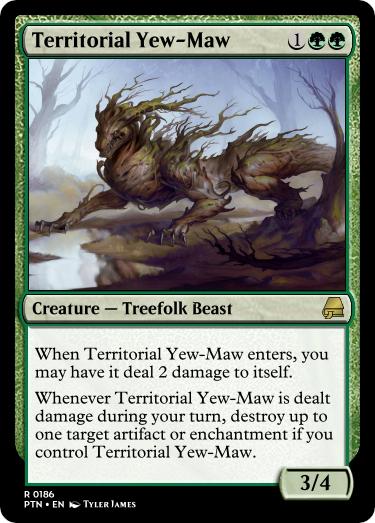 Territorial Yew-Maw 1
Creature — Treefolk Beast
When Territorial Yew-Maw enters, you
may have it deal 2 damage to itself.
Whenever Territorial Yew-Maw is dealt
damage during your turn, destroy up to
one target artifact or enchantment if you
control Territorial Yew-Maw.
3/4
R 0186
PTN • EN Tyler James